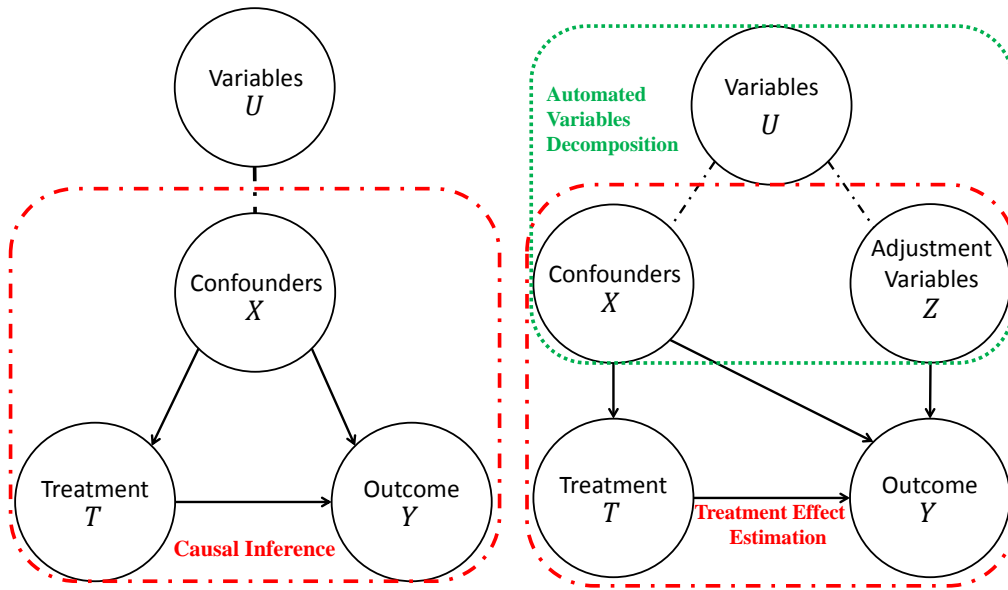 Variables
U
Confounders
X
Treatment
T
Outcome
Y
Causal Inference
Automated
Variables
Decomposition
Variables
U
Confounders
X
Adjustment
Variables
Z
Treatment
T
Treatment Effect
Estimation
Outcome
Y